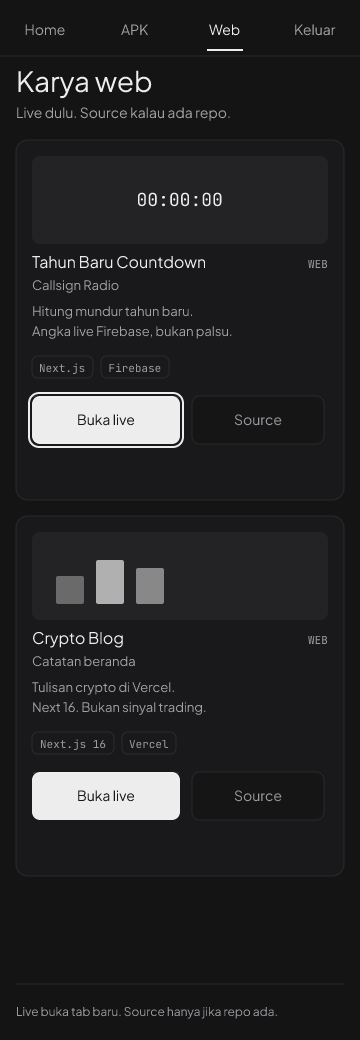 Home APK Web Keluar
Karya web
Live dulu. Source kalau ada repo.
00:00:00
Tahun Baru Countdown WEB
Callsign Radio
Hitung mundur tahun baru.
Angka live Firebase, bukan palsu.
Next.js Firebase
Buka live Source
Crypto Blog WEB
Catatan beranda
Tulisan crypto di Vercel.
Next 16. Bukan sinyal trading.
Next.js 16 Vercel
Buka live Source
Live buka tab baru. Source hanya jika repo ada.